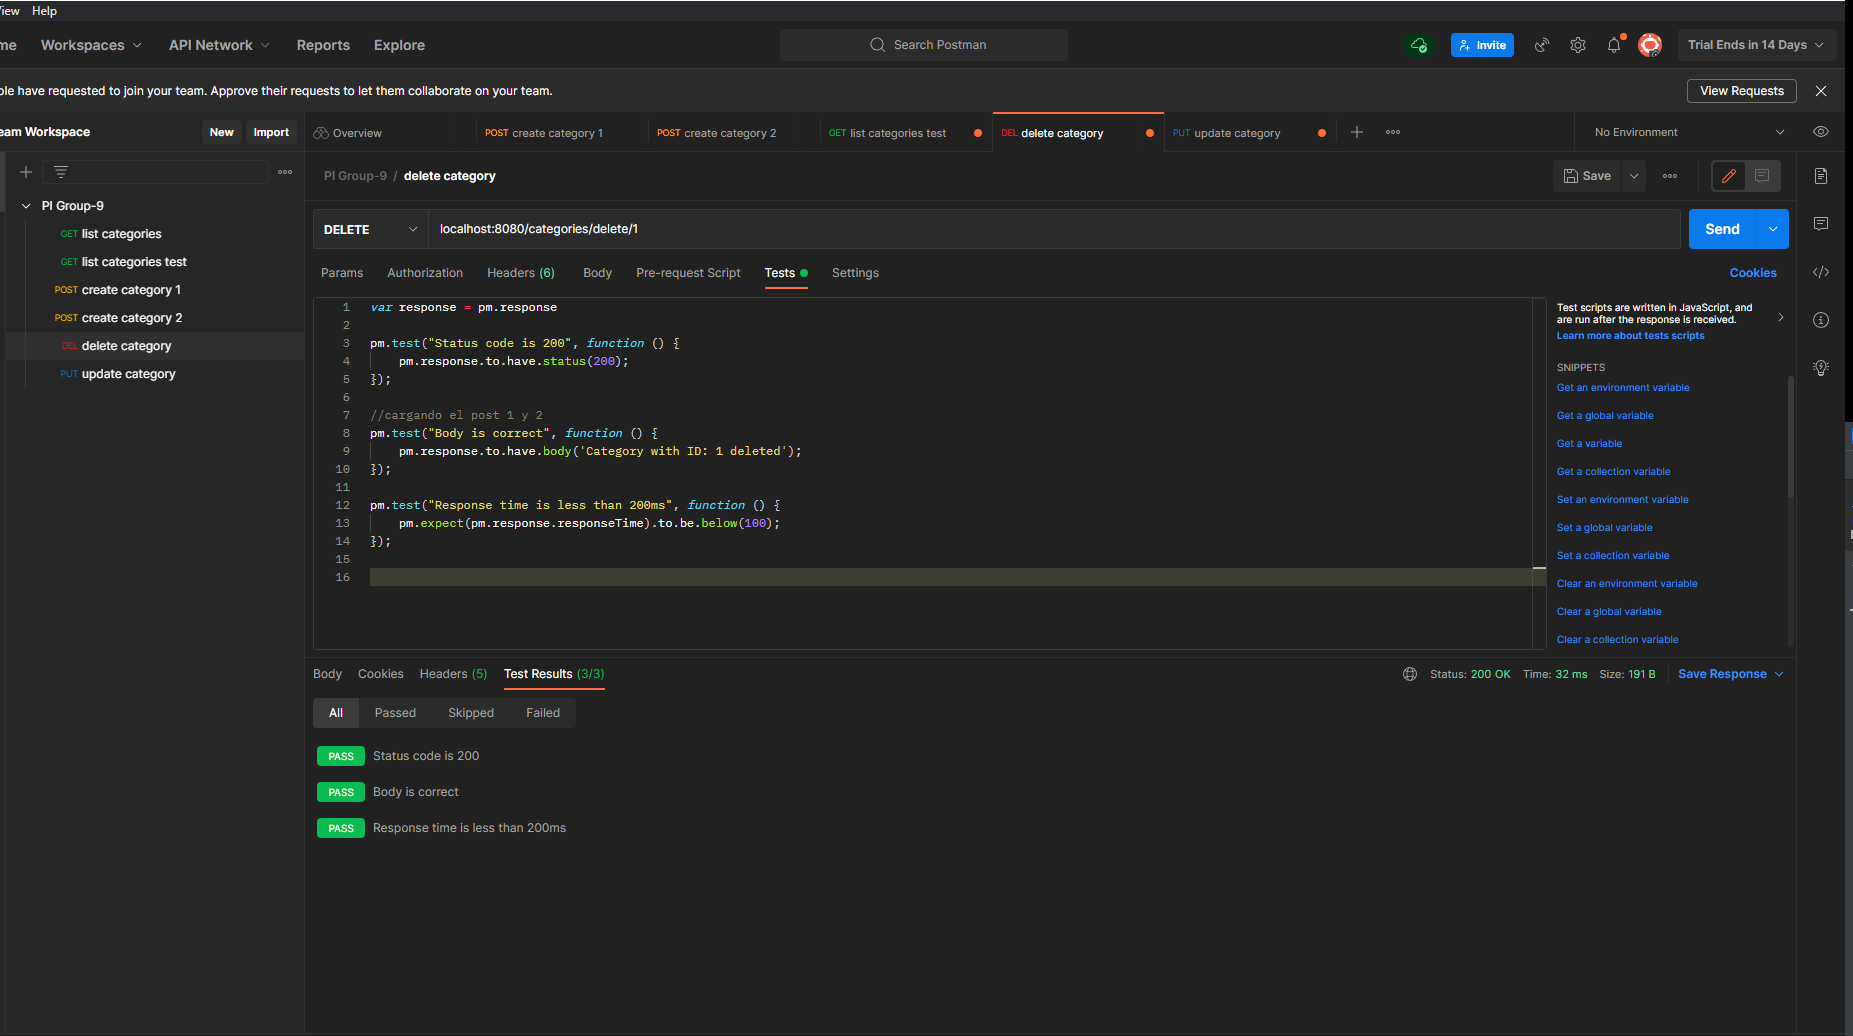 View Help
me Workspaces API Network Reports Explore Search Postman Invite Trial Ends in 14 Days
ple have requested to join your team. Approve their requests to let them collaborate on your team. View Requests
eam Workspace New Import Overview POST create category 1 POST create category 2 GET list categories test DEL delete category PUT update category No Environment
PI Group-9 / delete category Save
PI Group-9
GET list categories
GET list categories test
POST create category 1
POST create category 2
DEL delete category
PUT update category
DELETE localhost:8080/categories/delete/1 Send
Params Authorization Headers (6) Body Pre-request Script Tests Settings Cookies
1 var response = pm.response
2
3 pm.test("Status code is 200", function () {
4 pm.response.to.have.status(200);
5 });
6
7 //cargando el post 1 y 2
8 pm.test("Body is correct", function () {
9 pm.response.to.have.body('Category with ID: 1 deleted');
10 });
11
12 pm.test("Response time is less than 200ms", function () {
13 pm.expect(pm.response.responseTime).to.be.below(100);
14 });
15
16
Test scripts are written in JavaScript, and
are run after the response is received.
Learn more about tests scripts
SNIPPETS
Get an environment variable
Get a global variable
Get a variable
Get a collection variable
Set an environment variable
Set a global variable
Set a collection variable
Clear an environment variable
Clear a global variable
Clear a collection variable
Body Cookies Headers (5) Test Results (3/3) Status: 200 OK Time: 32 ms Size: 191 B Save Response
All Passed Skipped Failed
PASS Status code is 200
PASS Body is correct
PASS Response time is less than 200ms